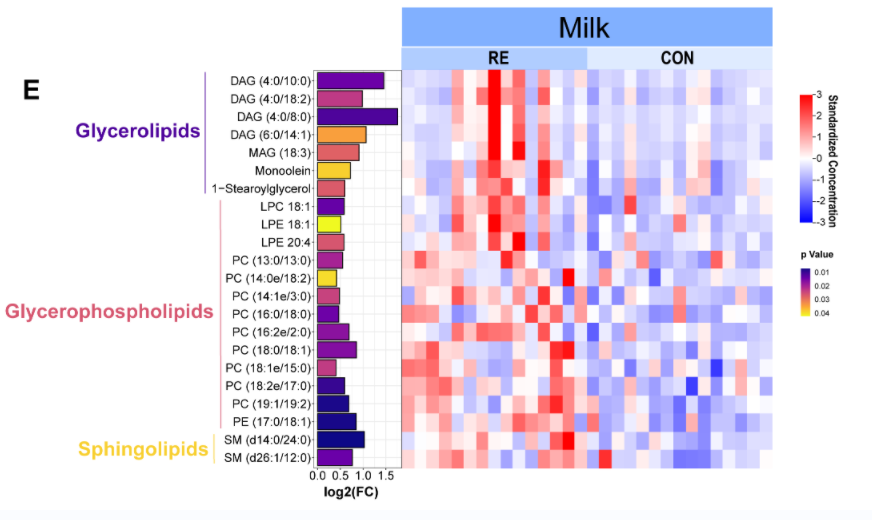 Milk
RE CON
E
Glycerolipids
DAG (4:0/10:0)
DAG (4:0/18:2)
DAG (4:0/8:0)
DAG (6:0/14:1)
MAG (18:3)
Monoolein
1−Stearoylglycerol
Glycerophospholipids
LPC 18:1
LPE 18:1
LPE 20:4
PC (13:0/13:0)
PC (14:0e/18:2)
PC (14:1e/3:0)
PC (16:0/18:0)
PC (16:2e/2:0)
PC (18:0/18:1)
PC (18:1e/15:0)
PC (18:2e/17:0)
PC (19:1/19:2)
PE (17:0/18:1)
Sphingolipids
SM (d14:0/24:0)
SM (d26:1/12:0)
0.0 0.5 1.0 1.5
log2(FC)
3
2
1
0
−1
−2
−3
Standardized Concentration
p Value
0.01
0.02
0.03
0.04